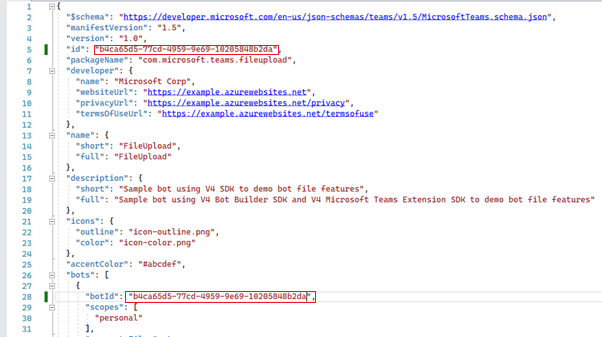 1 {
2 "$schema": "https://developer.microsoft.com/en-us/json-schemas/teams/v1.5/MicrosoftTeams.schema.json",
3 "manifestVersion": "1.5",
4 "version": "1.0",
5 "id": "b4ca65d5-77cd-4959-9e69-10205848b2da",
6 "packageName": "com.microsoft.teams.fileupload",
7 "developer": {
8 "name": "Microsoft Corp",
9 "websiteUrl": "https://example.azurewebsites.net",
10 "privacyUrl": "https://example.azurewebsites.net/privacy",
11 "termsOfUseUrl": "https://example.azurewebsites.net/termsofuse"
12 },
13 "name": {
14 "short": "FileUpload",
15 "full": "FileUpload"
16 },
17 "description": {
18 "short": "Sample bot using V4 SDK to demo bot file features",
19 "full": "Sample bot using V4 Bot Builder SDK and V4 Microsoft Teams Extension SDK to demo bot file features"
20 },
21 "icons": {
22 "outline": "icon-outline.png",
23 "color": "icon-color.png"
24 },
25 "accentColor": "#abcdef",
26 "bots": [
27 {
28 "botId": "b4ca65d5-77cd-4959-9e69-10205848b2da",
29 "scopes": [
30 "personal"
31 ],